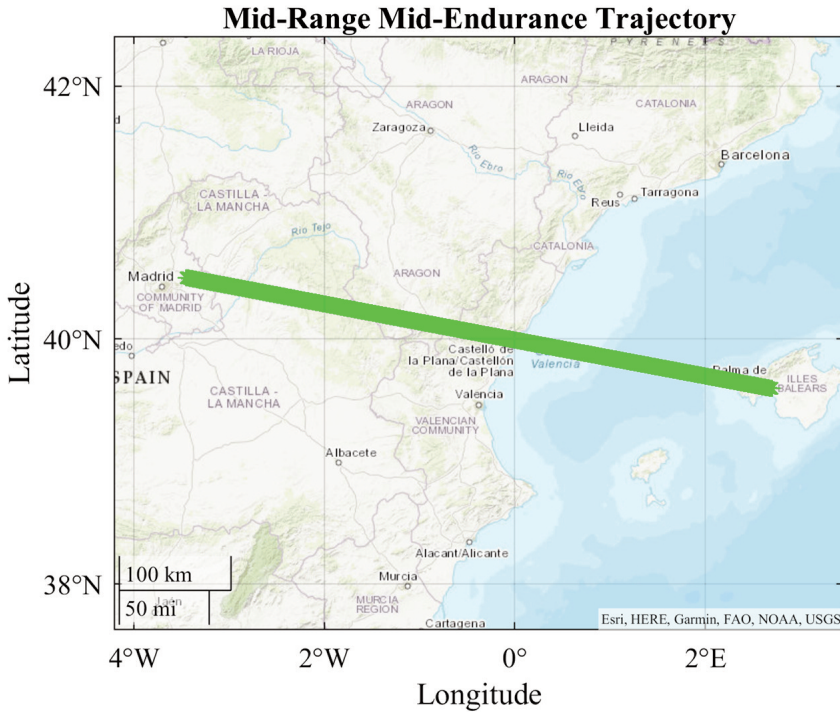 Mid-Range Mid-Endurance Trajectory
PYRENEES
LA RIOJA
42°N
ARAGON
ARAGON
CATALONIA
d
Zaragoza
Lleida
Rio Ebro
Barcelona
Rio Ebro
CASTILLA -
LA MANCHA
Reus
Tarragona
Rio Tejo
CATALONIA
Madrid
ARAGON
COMMUNITY
OF MADRID
Latitude
40°N
edo
Castelló de
la Plana/Castellón
de la Plana
Valencia
Palma de
SPAIN
ILLES
BALEARS
CASTILLA -
LA MANCHA
Valencia
VALENCIAN
COMMUNITY
Albacete
Alacant/Alicante
100 km
38°N
Murcia
50 mi
Jaén
MURCIA
REGION
Cartagena
Esri, HERE, Garmin, FAO, NOAA, USGS
4°W
2°W
0°
2°E
Longitude